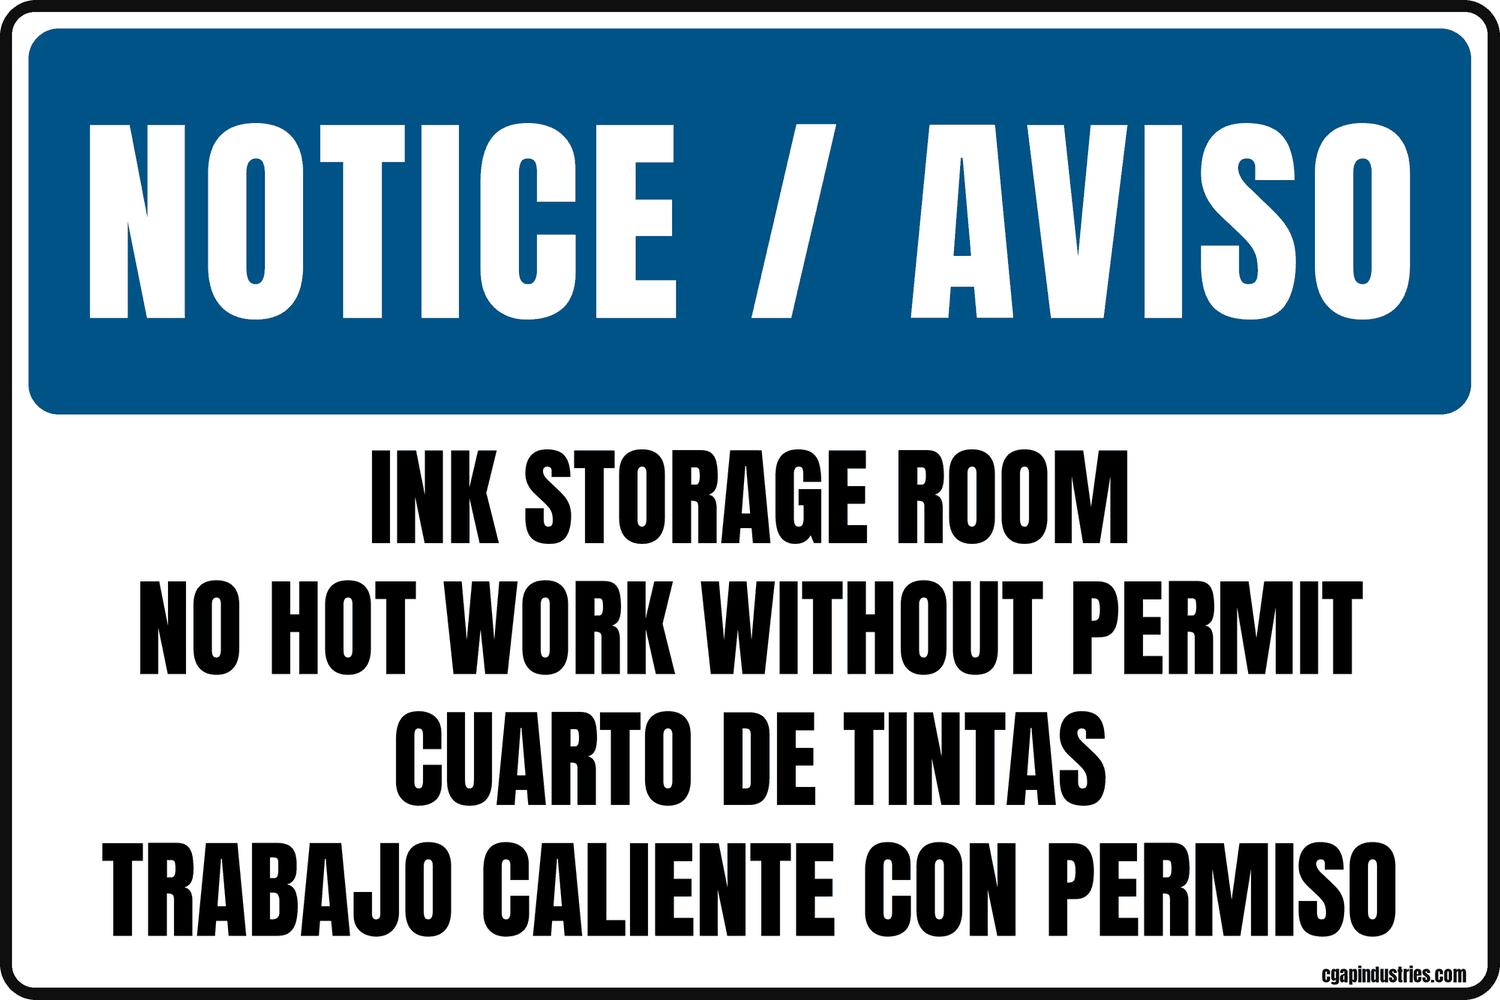 NOTICE / AVISO
INK STORAGE ROOM
NO HOT WORK WITHOUT PERMIT
CUARTO DE TINTAS
TRABAJO CALIENTE CON PERMISO
cgapindustries.com